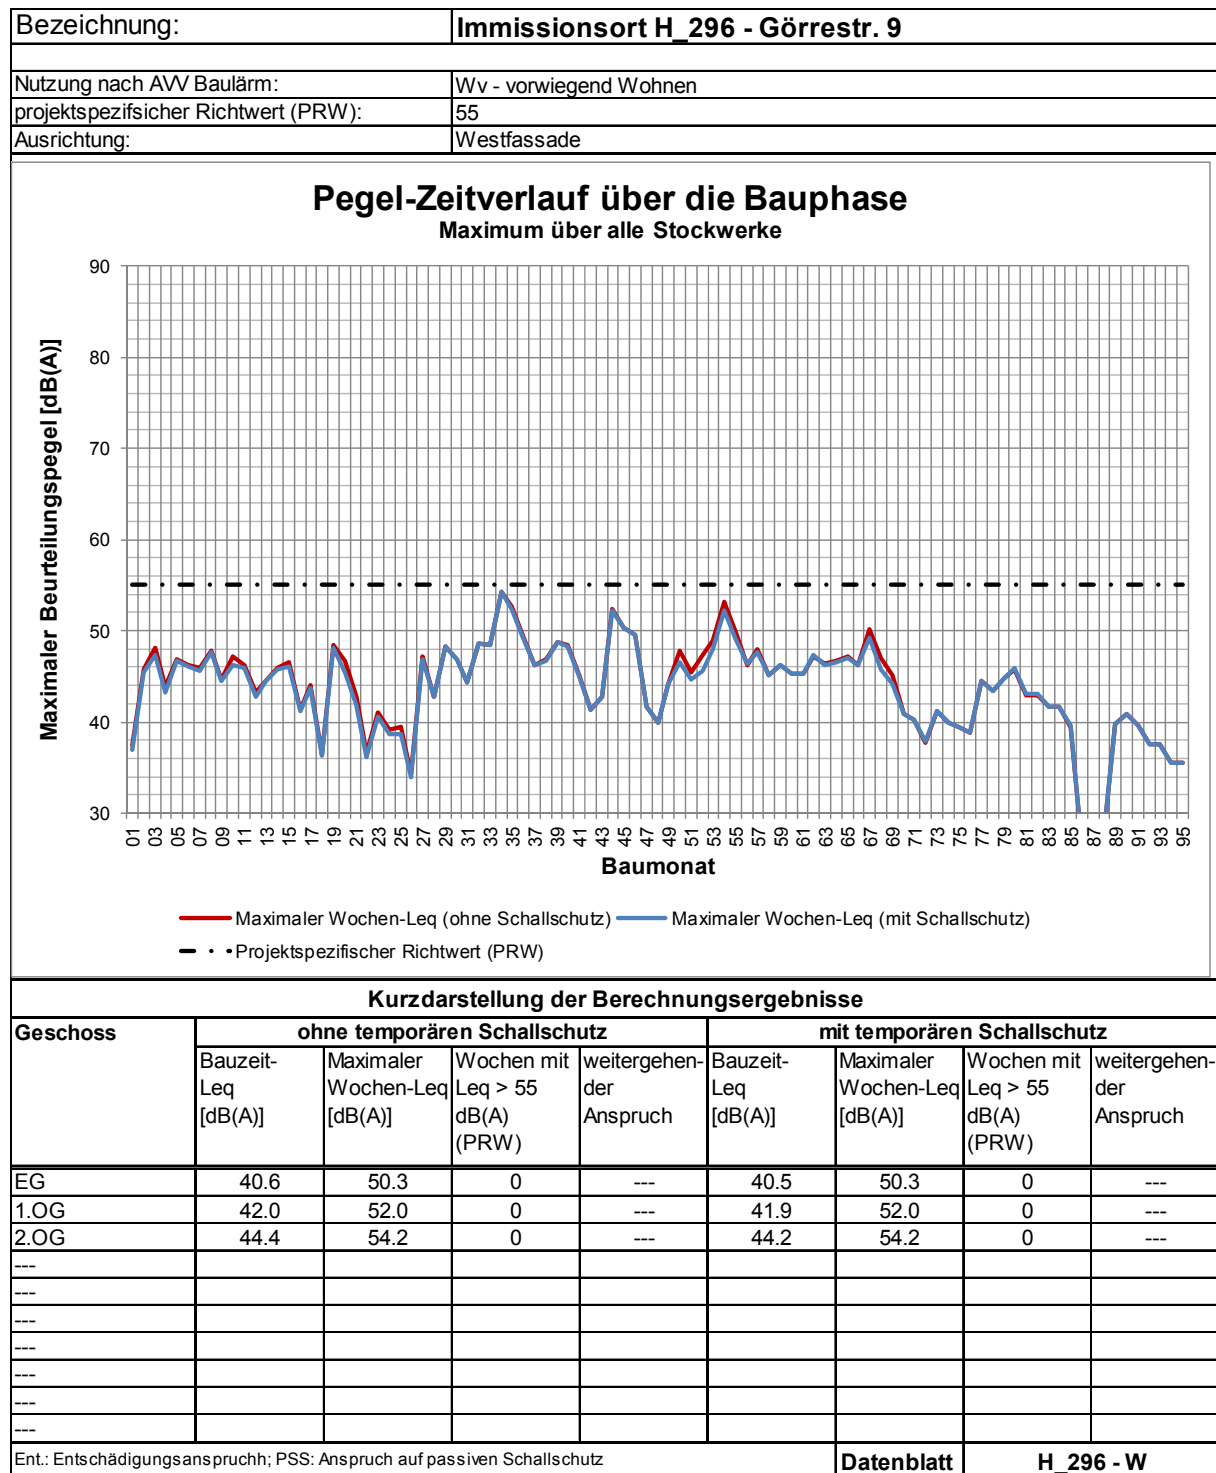 Bezeichnung: Immissionsort H_296 - Görrestr. 9
Nutzung nach AVV Baulärm: Wv - vorwiegend Wohnen
projektspezifsicher Richtwert (PRW): 55
Ausrichtung: Westfassade
Pegel-Zeitverlauf über die Bauphase
Maximum über alle Stockwerke
Maximaler Beurteilungspegel [dB(A)]
90
80
70
60
50
40
30
01 03 05 07 09 11 13 15 17 19 21 23 25 27 29 31 33 35 37 39 41 43 45 47 49 51 53 55 57 59 61 63 65 67 69 71 73 75 77 79 81 83 85 87 89 91 93 95
Baumonat
Maximaler Wochen-Leq (ohne Schallschutz) Maximaler Wochen-Leq (mit Schallschutz)
Projektspezifischer Richtwert (PRW)
Kurzdarstellung der Berechnungsergebnisse
Geschoss ohne temporären Schallschutz mit temporären Schallschutz
Bauzeit- Maximaler Wochen mit weitergehen- Bauzeit- Maximaler Wochen mit weitergehen-
Leq Wochen-Leq Leq > 55 der Leq Wochen-Leq Leq > 55 der
[dB(A)] [dB(A)] dB(A) Anspruch [dB(A)] [dB(A)] dB(A) Anspruch
(PRW) (PRW)
EG 40.6 50.3 0 --- 40.5 50.3 0 ---
1.OG 42.0 52.0 0 --- 41.9 52.0 0 ---
2.OG 44.4 54.2 0 --- 44.2 54.2 0 ---
---
---
---
---
---
---
---
Ent.: Entschädigungsanspruchh; PSS: Anspruch auf passiven Schallschutz Datenblatt H_296 - W